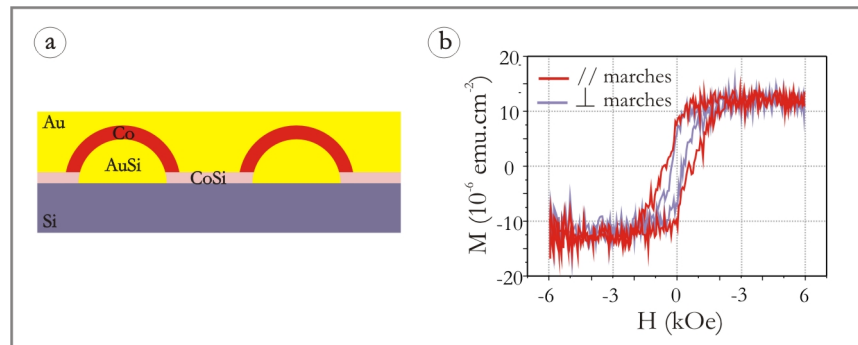 a
Au
Co
AuSi
CoSi
Si
b
20
10
0
-10
-20
M (10⁻⁶ emu.cm⁻²)
// marches
⊥ marches
-6
-3
0
-3
6
H (kOe)